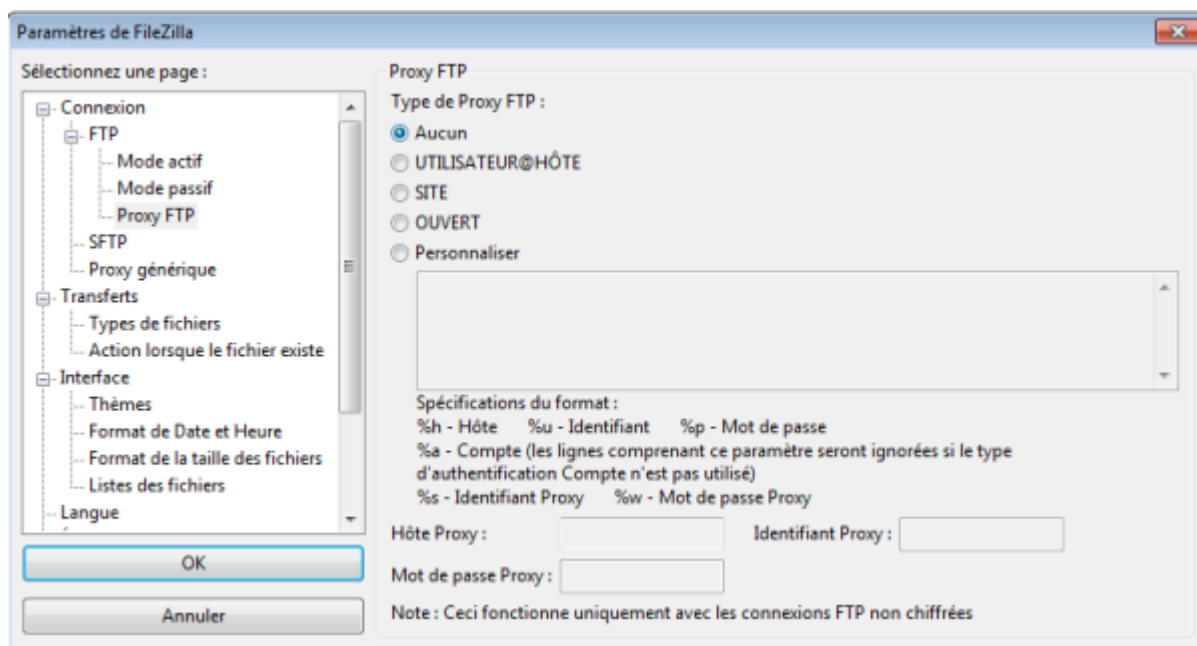 Paramètres de FileZilla
Sélectionnez une page :
Connexion
FTP
Mode actif
Mode passif
Proxy FTP
SFTP
Proxy générique
Transferts
Types de fichiers
Action lorsque le fichier existe
Interface
Thèmes
Format de Date et Heure
Format de la taille des fichiers
Listes des fichiers
Langue
OK
Annuler
Proxy FTP
Type de Proxy FTP :
Aucun
UTILISATEUR@HÔTE
SITE
OUVERT
Personnaliser
Spécifications du format :
%h - Hôte %u - Identifiant %p - Mot de passe
%a - Compte (les lignes comprenant ce paramètre seront ignorées si le type
d'authentification Compte n'est pas utilisé)
%s - Identifiant Proxy %w - Mot de passe Proxy
Hôte Proxy : Identifiant Proxy :
Mot de passe Proxy :
Note : Ceci fonctionne uniquement avec les connexions FTP non chiffrées